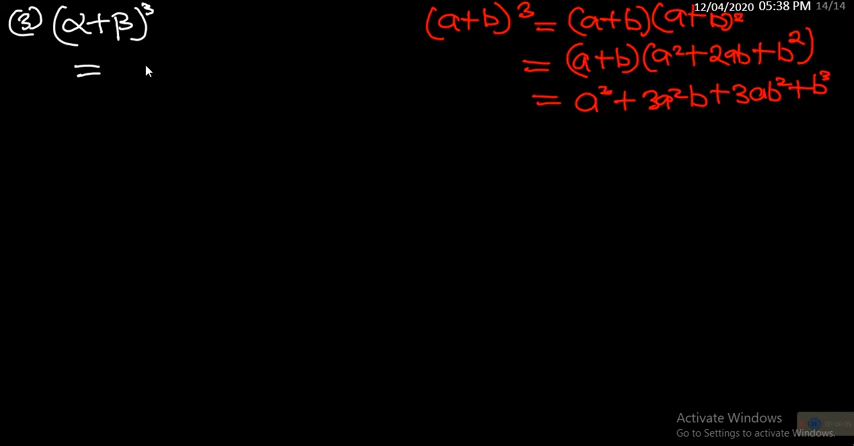 12/04/2020 05:38 PM 14/14
③ (α+β)³
=
(a+b)³ = (a+b)(a+b)²
= (a+b)(a²+2ab+b²)
= a³+3a²b+3ab²+b³
Activate Windows
Go to Settings to activate Windows.